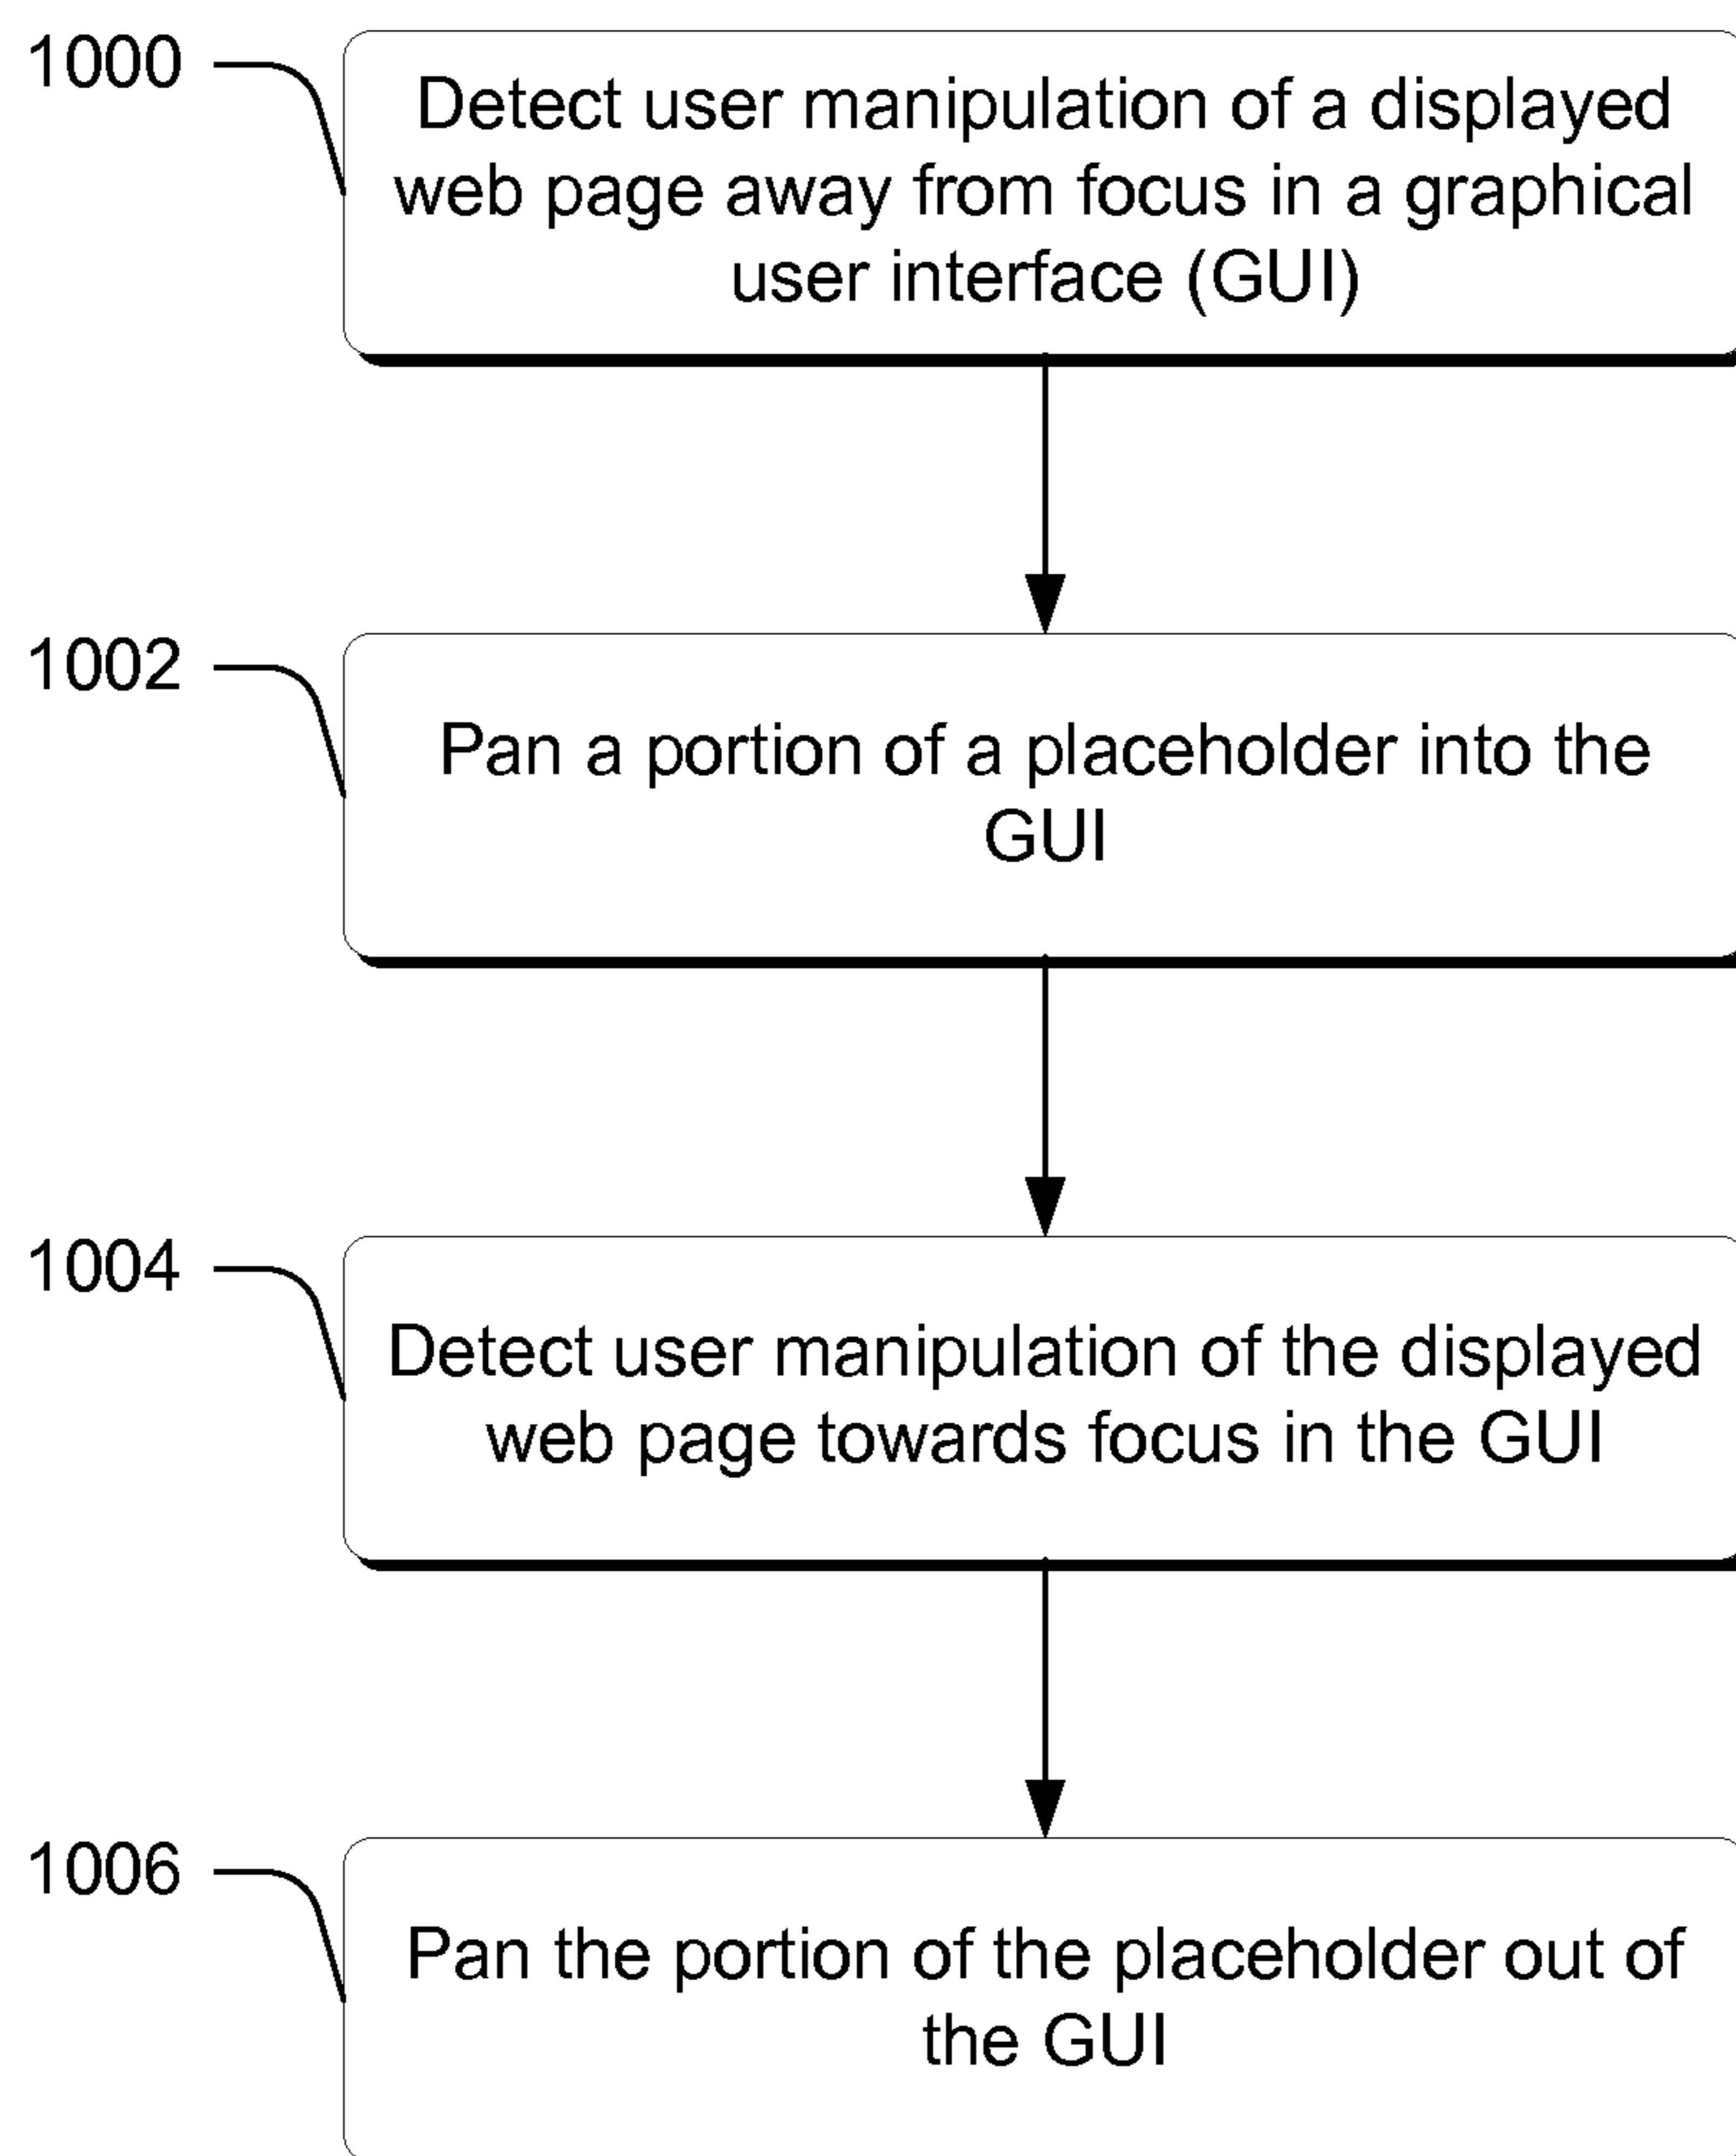 1000
Detect user manipulation of a displayed
web page away from focus in a graphical
user interface (GUI)
1002
Pan a portion of a placeholder into the
GUI
1004
Detect user manipulation of the displayed
web page towards focus in the GUI
1006
Pan the portion of the placeholder out of
the GUI